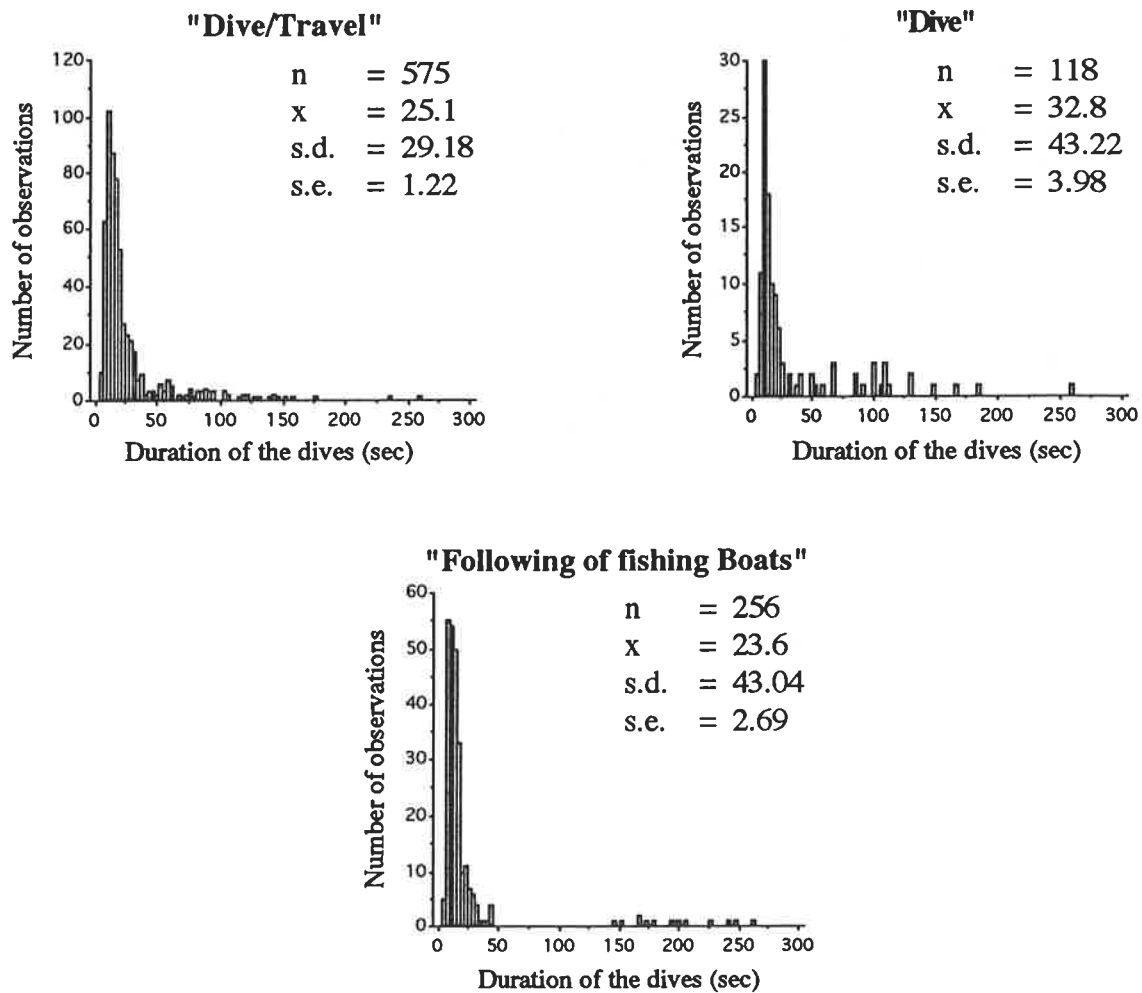 "Dive/Travel"
n = 575
x = 25.1
s.d. = 29.18
s.e. = 1.22
Number of observations
120
100
80
60
40
20
0
0 50 100 150 200 250 300
Duration of the dives (sec)
"Dive"
n = 118
x = 32.8
s.d. = 43.22
s.e. = 3.98
Number of observations
30
25
20
15
10
5
0
0 50 100 150 200 250 300
Duration of the dives (sec)
"Following of fishing Boats"
n = 256
x = 23.6
s.d. = 43.04
s.e. = 2.69
Number of observations
60
50
40
30
20
10
0
0 50 100 150 200 250 300
Duration of the dives (sec)